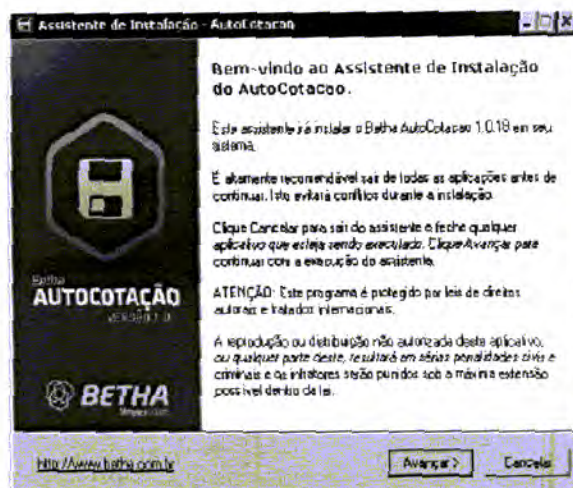 Assistente de Instalação - AutoCotacao
Bem-vindo ao Assistente de Instalação
do AutoCotacao.
Este assistente irá instalar o Betha AutoCotacao 1.0.18 em seu
sistema.
É altamente recomendável sair de todas as aplicações antes de
continuar. Isto evitará conflitos durante a instalação.
Clique Cancelar para sair do assistente e feche qualquer
aplicativo que esteja sendo executado. Clique Avançar para
continuar com a execução do assistente.
ATENÇÃO: Este programa é protegido por leis de direitos
autorais e tratados internacionais.
A reprodução ou distribuição não autorizada deste aplicativo,
ou qualquer parte deste, resultará em sérias penalidades civis e
criminais e os infratores serão punidos sob a máxima extensão
possível dentro da lei.
Betha
AUTOCOTAÇÃO
VERSÃO 1.0
BETHA
http://www.betha.com.br
Avançar >
Cancelar